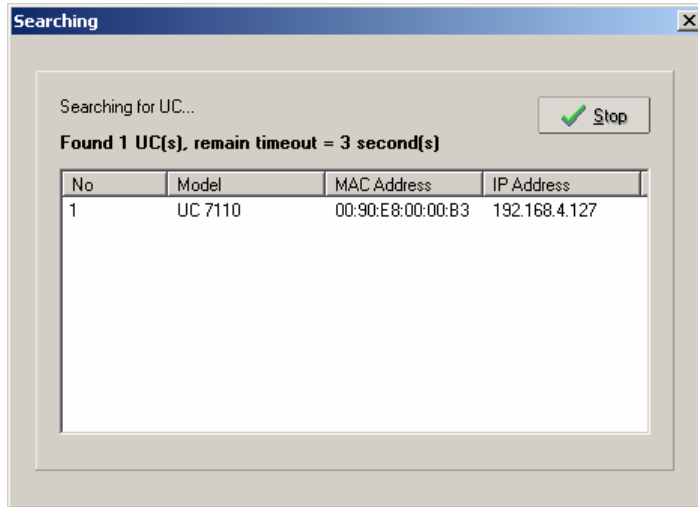 Searching
Searching for UC...
Stop
Found 1 UC(s), remain timeout = 3 second(s)
No Model MAC Address IP Address
1 UC 7110 00:90:E8:00:00:B3 192.168.4.127